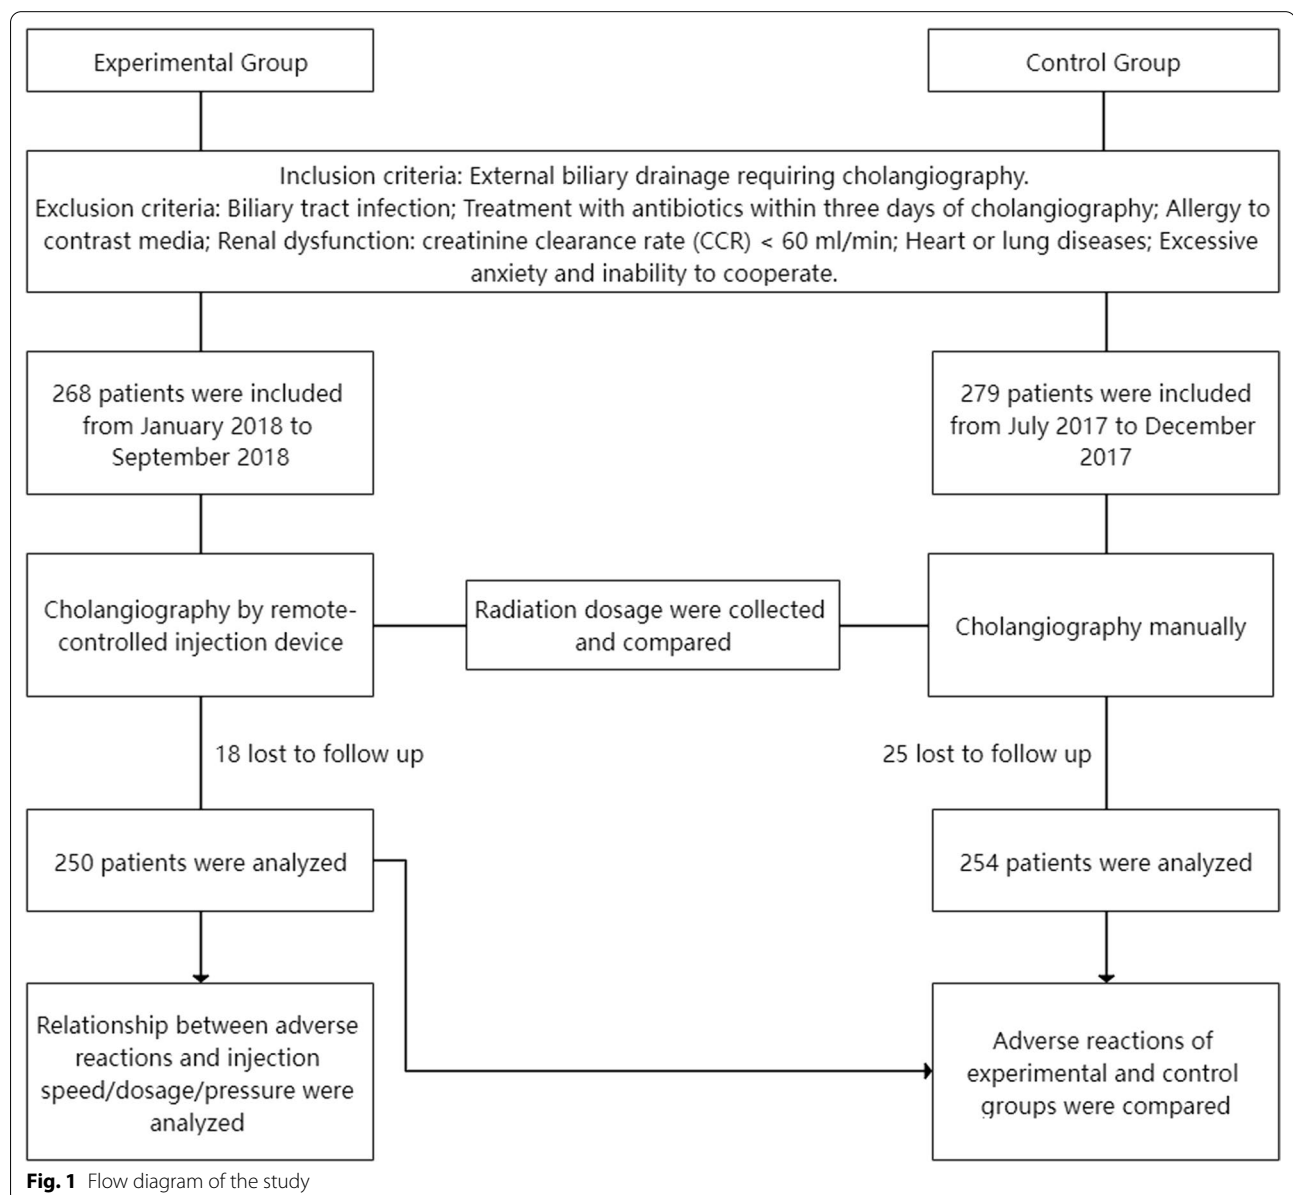 Experimental Group
Control Group
Inclusion criteria: External biliary drainage requiring cholangiography.
Exclusion criteria: Biliary tract infection; Treatment with antibiotics within three days of cholangiography; Allergy to
contrast media; Renal dysfunction: creatinine clearance rate (CCR) < 60 ml/min; Heart or lung diseases; Excessive
anxiety and inability to cooperate.
268 patients were included
from January 2018 to
September 2018
279 patients were included
from July 2017 to December
2017
Cholangiography by remote-
controlled injection device
Radiation dosage were collected
and compared
Cholangiography manually
18 lost to follow up
25 lost to follow up
250 patients were analyzed
254 patients were analyzed
Relationship between adverse
reactions and injection
speed/dosage/pressure were
analyzed
Adverse reactions of
experimental and control
groups were compared
Fig. 1 Flow diagram of the study